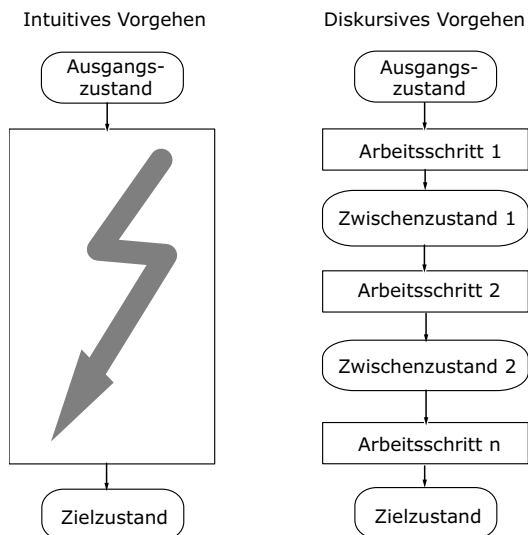 Intuitives Vorgehen
Ausgangs-
zustand
Zielzustand
Diskursives Vorgehen
Ausgangs-
zustand
Arbeitsschritt 1
Zwischenzustand 1
Arbeitsschritt 2
Zwischenzustand 2
Arbeitsschritt n
Zielzustand